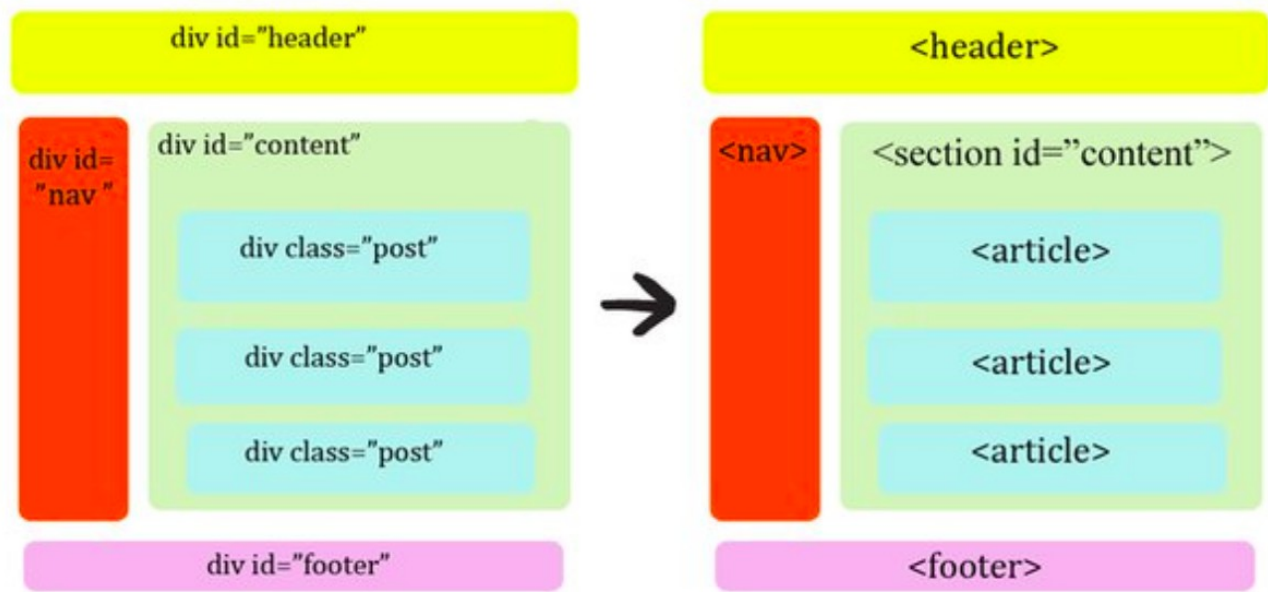 div id=”header”
div id=
”nav ”
div id=”content”
div class=”post”
div class=”post”
div class=”post”
div id=”footer”
<header>
<nav>
<section id=”content”>
<article>
<article>
<article>
<footer>